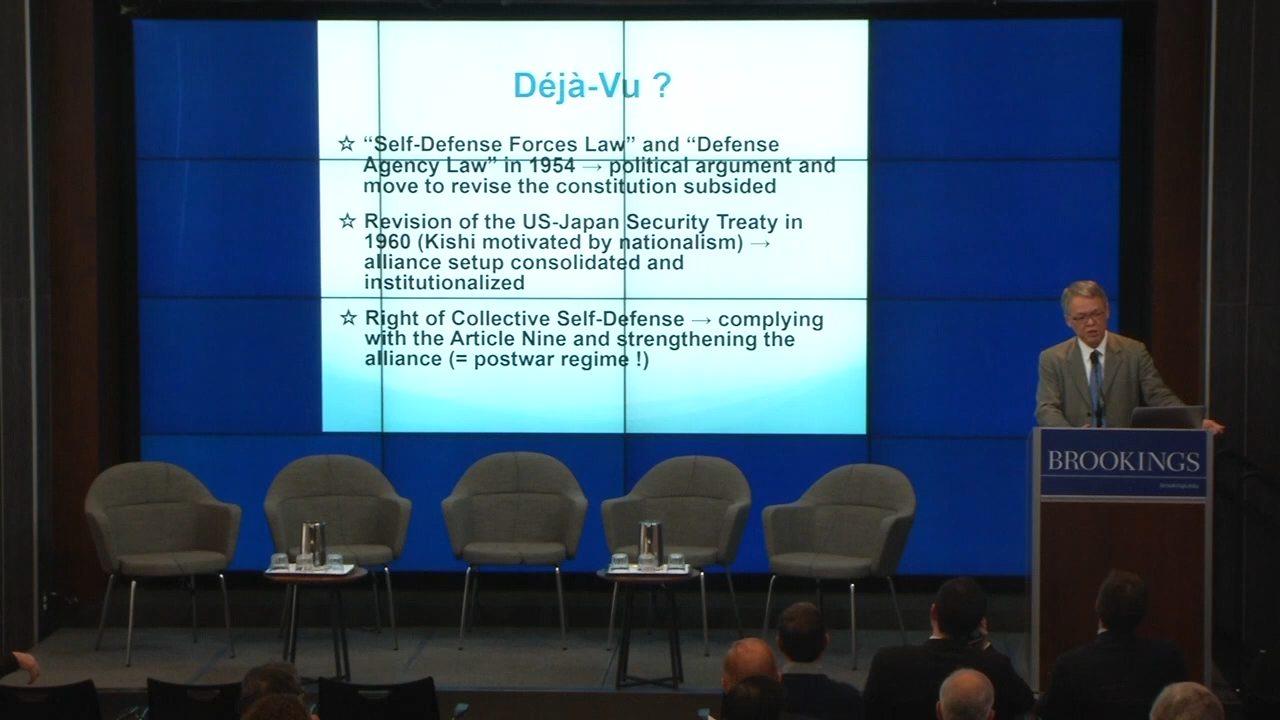 Déjà-Vu ?
☆ “Self-Defense Forces Law” and “Defense
Agency Law” in 1954 → political argument and
move to revise the constitution subsided
☆ Revision of the US-Japan Security Treaty in
1960 (Kishi motivated by nationalism) →
alliance setup consolidated and
institutionalized
☆ Right of Collective Self-Defense → complying
with the Article Nine and strengthening the
alliance (= postwar regime !)
BROOKINGS